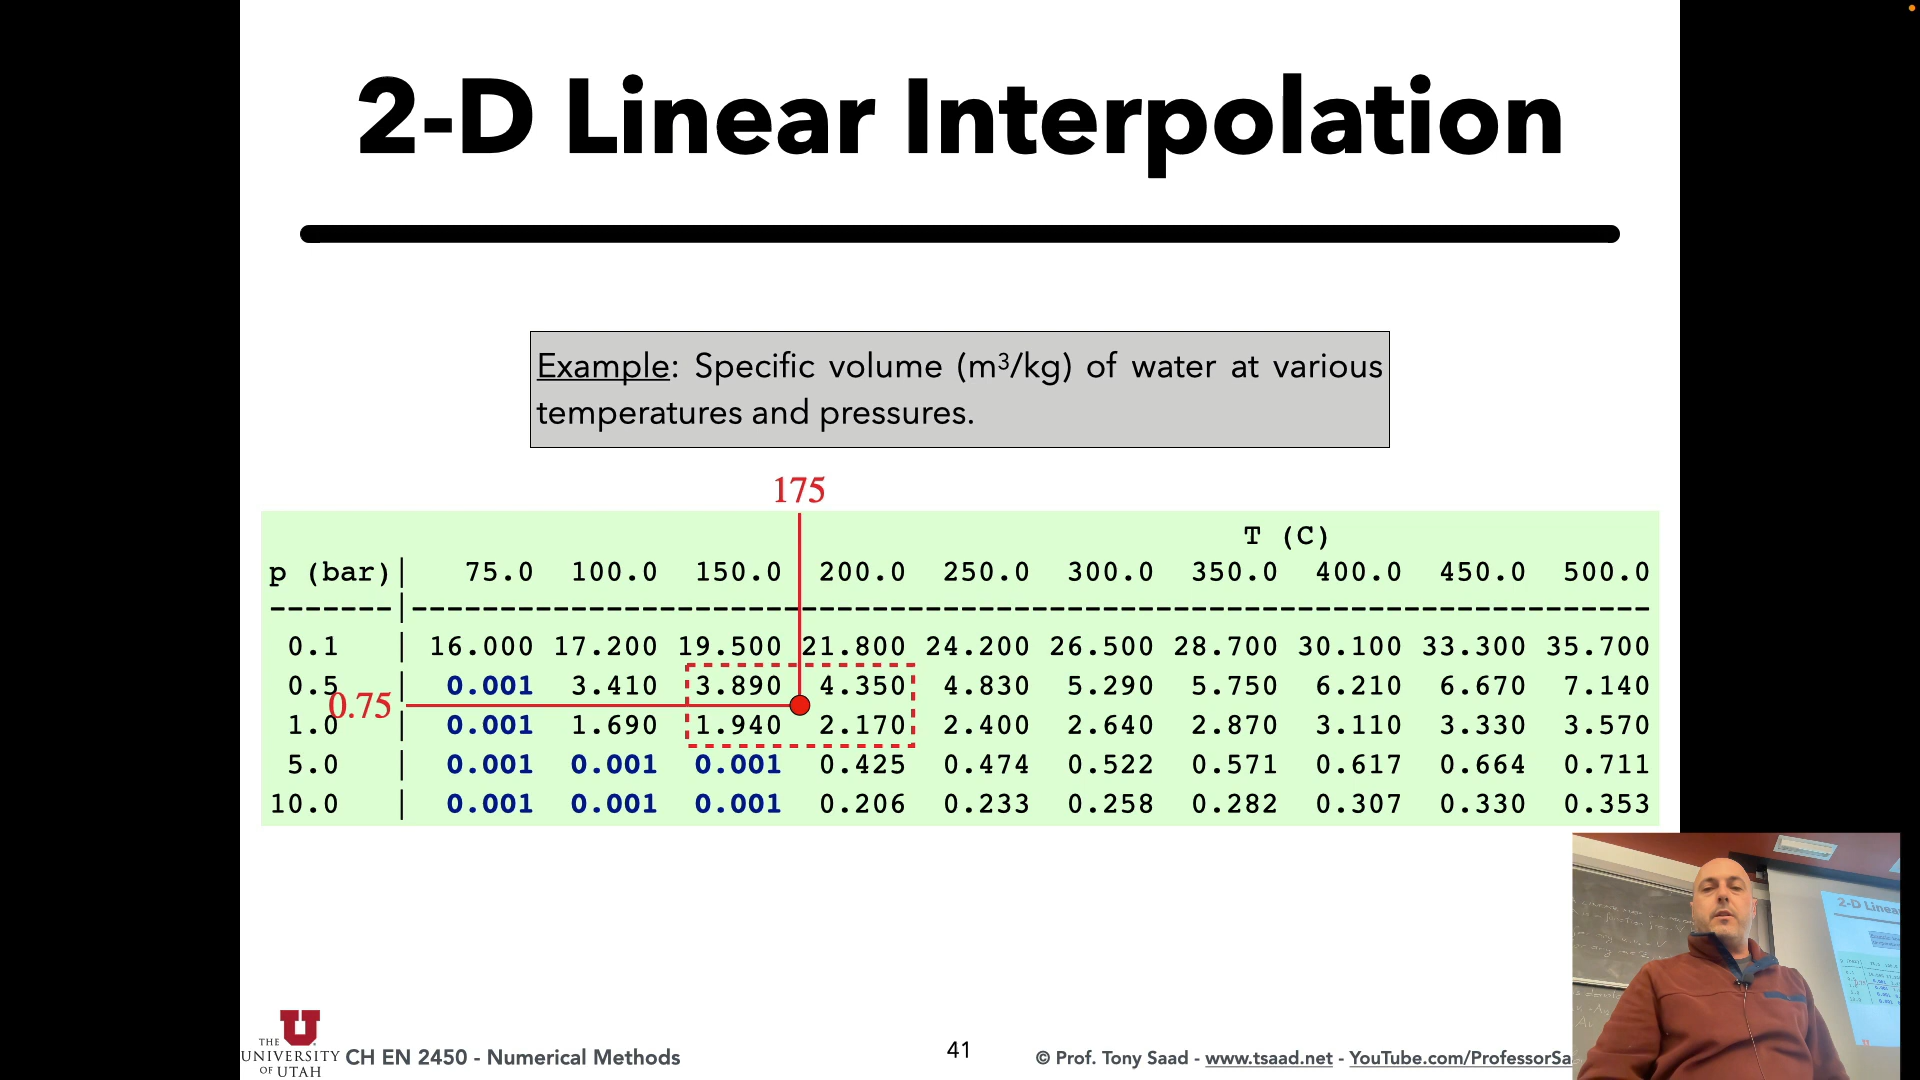 2-D Linear Interpolation
Example: Specific volume (m3/kg) of water at various
temperatures and pressures.
175
T (C)
p (bar)| 75.0 100.0 150.0 200.0 250.0 300.0 350.0 400.0 450.0 500.0
-------|------------------------------------------------------------------------
0.1 | 16.000 17.200 19.500 21.800 24.200 26.500 28.700 30.100 33.300 35.700
0.5 | 0.001 3.410 3.890 4.350 4.830 5.290 5.750 6.210 6.670 7.140
0.75
1.0 | 0.001 1.690 1.940 2.170 2.400 2.640 2.870 3.110 3.330 3.570
5.0 | 0.001 0.001 0.001 0.425 0.474 0.522 0.571 0.617 0.664 0.711
10.0 | 0.001 0.001 0.001 0.206 0.233 0.258 0.282 0.307 0.330 0.353
2-D Linea
THE
UNIVERSITY
OF UTAH
CH EN 2450 - Numerical Methods
41
© Prof. Tony Saad - www.tsaad.net - YouTube.com/ProfessorSa